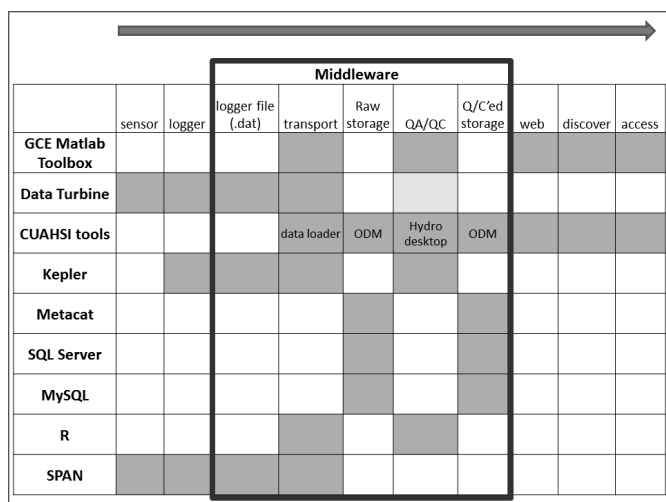 Middleware
sensor logger logger file (.dat) transport Raw storage QA/QC Q/C'ed storage web discover access
GCE Matlab Toolbox
Data Turbine
CUAHSI tools data loader ODM Hydro desktop ODM
Kepler
Metacat
SQL Server
MySQL
R
SPAN